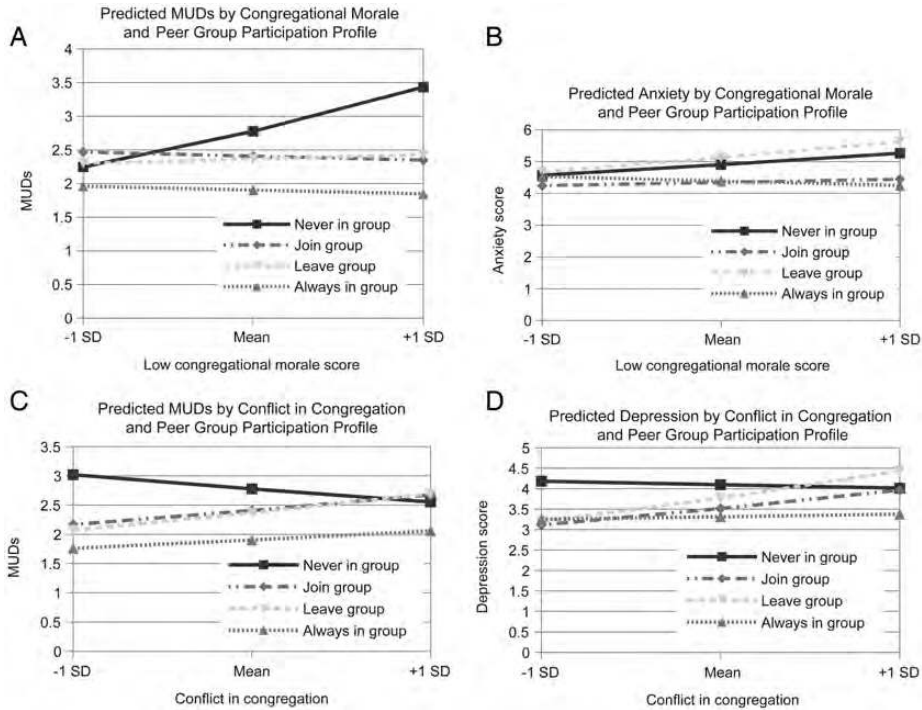 A
Predicted MUDs by Congregational Morale
and Peer Group Participation Profile
4
3.5
3
2.5
2
1.5
1
0.5
0
MUDs
Never in group
Join group
Leave group
Always in group
-1 SD
Mean
+1 SD
Low congregational morale score
B
Predicted Anxiety by Congregational Morale
and Peer Group Participation Profile
6
5
4
3
2
1
0
Anxiety score
Never in group
Join group
Leave group
Always in group
-1 SD
Mean
+1 SD
Low congregational morale score
C
Predicted MUDs by Conflict in Congregation
and Peer Group Participation Profile
3.5
3
2.5
2
1.5
1
0.5
0
MUDs
Never in group
Join group
Leave group
Always in group
-1 SD
Mean
+1 SD
Conflict in congregation
D
Predicted Depression by Conflict in Congregation
and Peer Group Participation Profile
5
4.5
4
3.5
3
2.5
2
1.5
1
0.5
0
Depression score
Never in group
Join group
Leave group
Always in group
-1 SD
Mean
+1 SD
Conflict in congregation